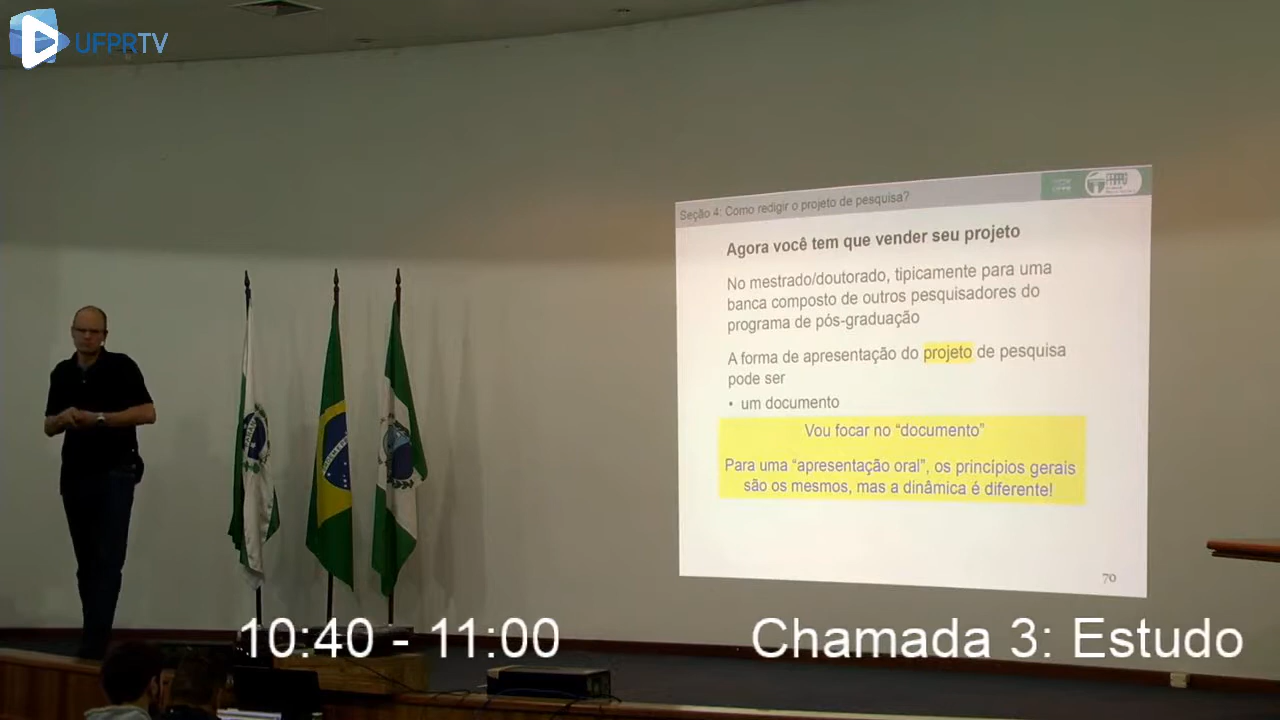 UFPRTV
Seção 4: Como redigir o projeto de pesquisa?
Agora você tem que vender seu projeto
No mestrado/doutorado, tipicamente para uma
banca composto de outros pesquisadores do
programa de pós-graduação
A forma de apresentação do projeto de pesquisa
pode ser
• um documento
Vou focar no “documento”
Para uma “apresentação oral”, os princípios gerais
são os mesmos, mas a dinâmica é diferente!
70
10:40 - 11:00
Chamada 3: Estudo